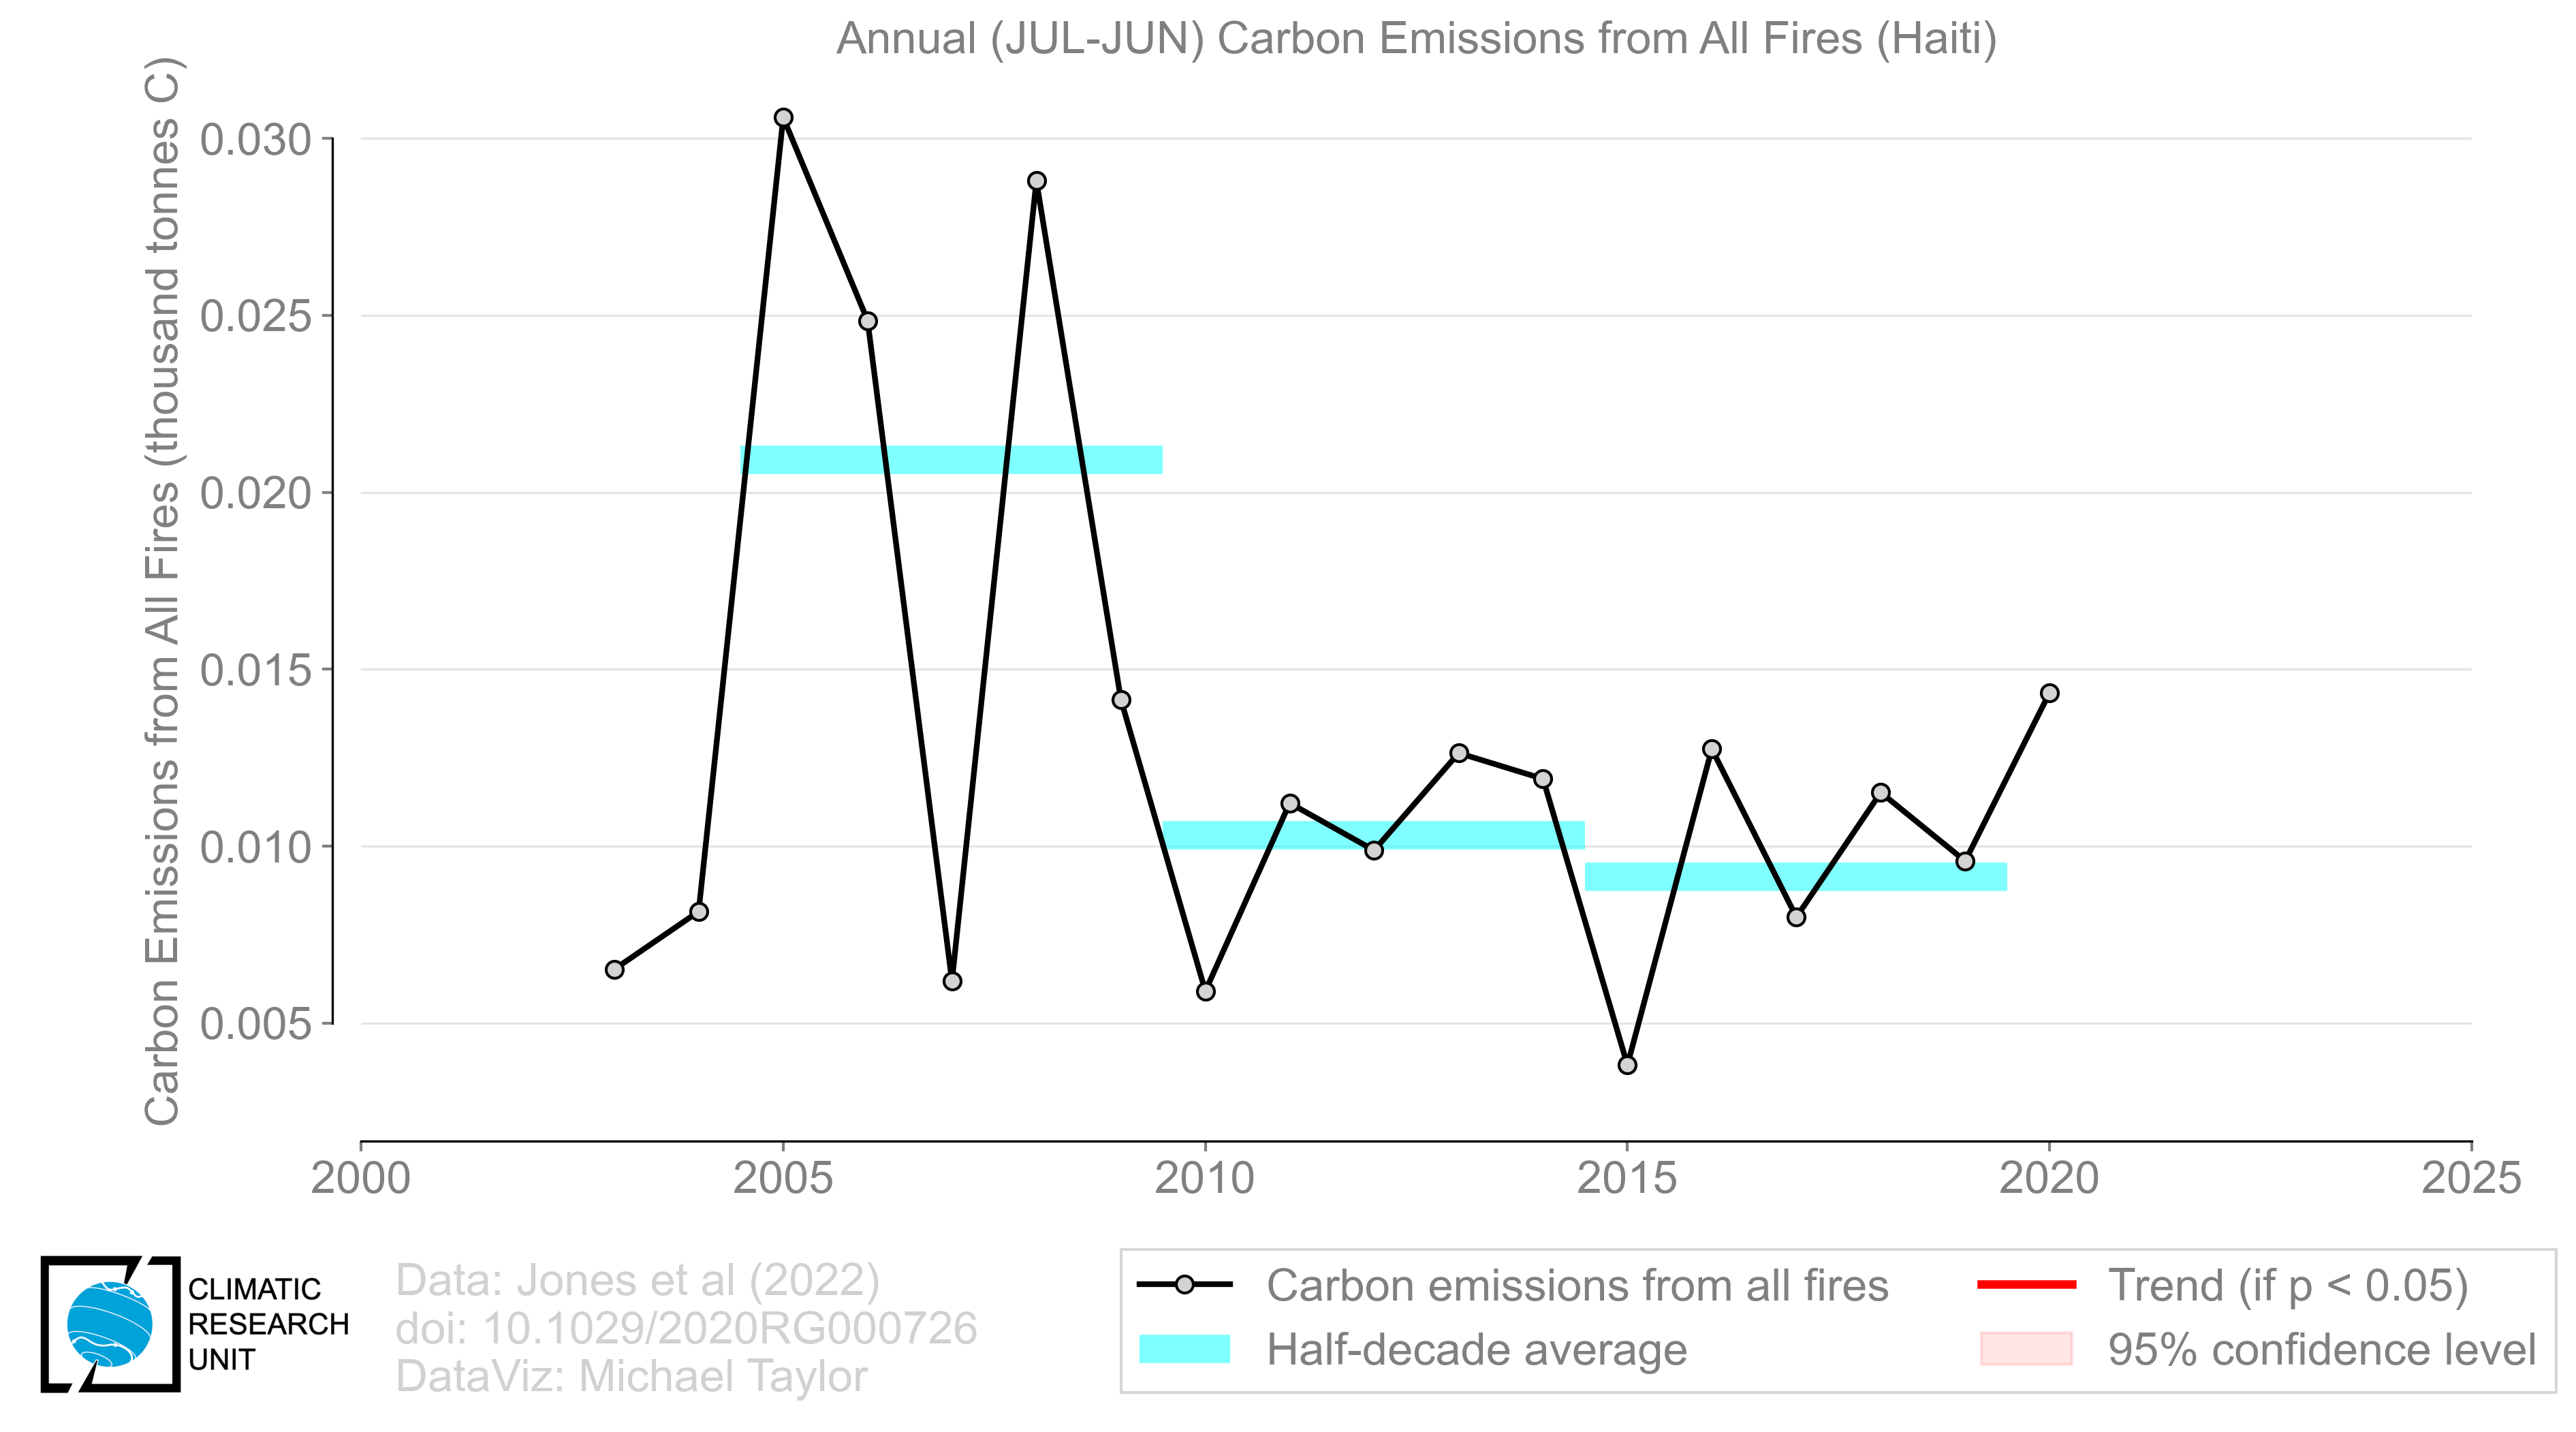 Annual (JUL-JUN) Carbon Emissions from All Fires (Haiti)
Carbon Emissions from All Fires (thousand tonnes C)
0.030
0.025
0.020
0.015
0.010
0.005
2000 2005 2010 2015 2020 2025
CLIMATIC
RESEARCH
UNIT
Data: Jones et al (2022)
doi: 10.1029/2020RG000726
DataViz: Michael Taylor
Carbon emissions from all fires
Half-decade average
Trend (if p < 0.05)
95% confidence level